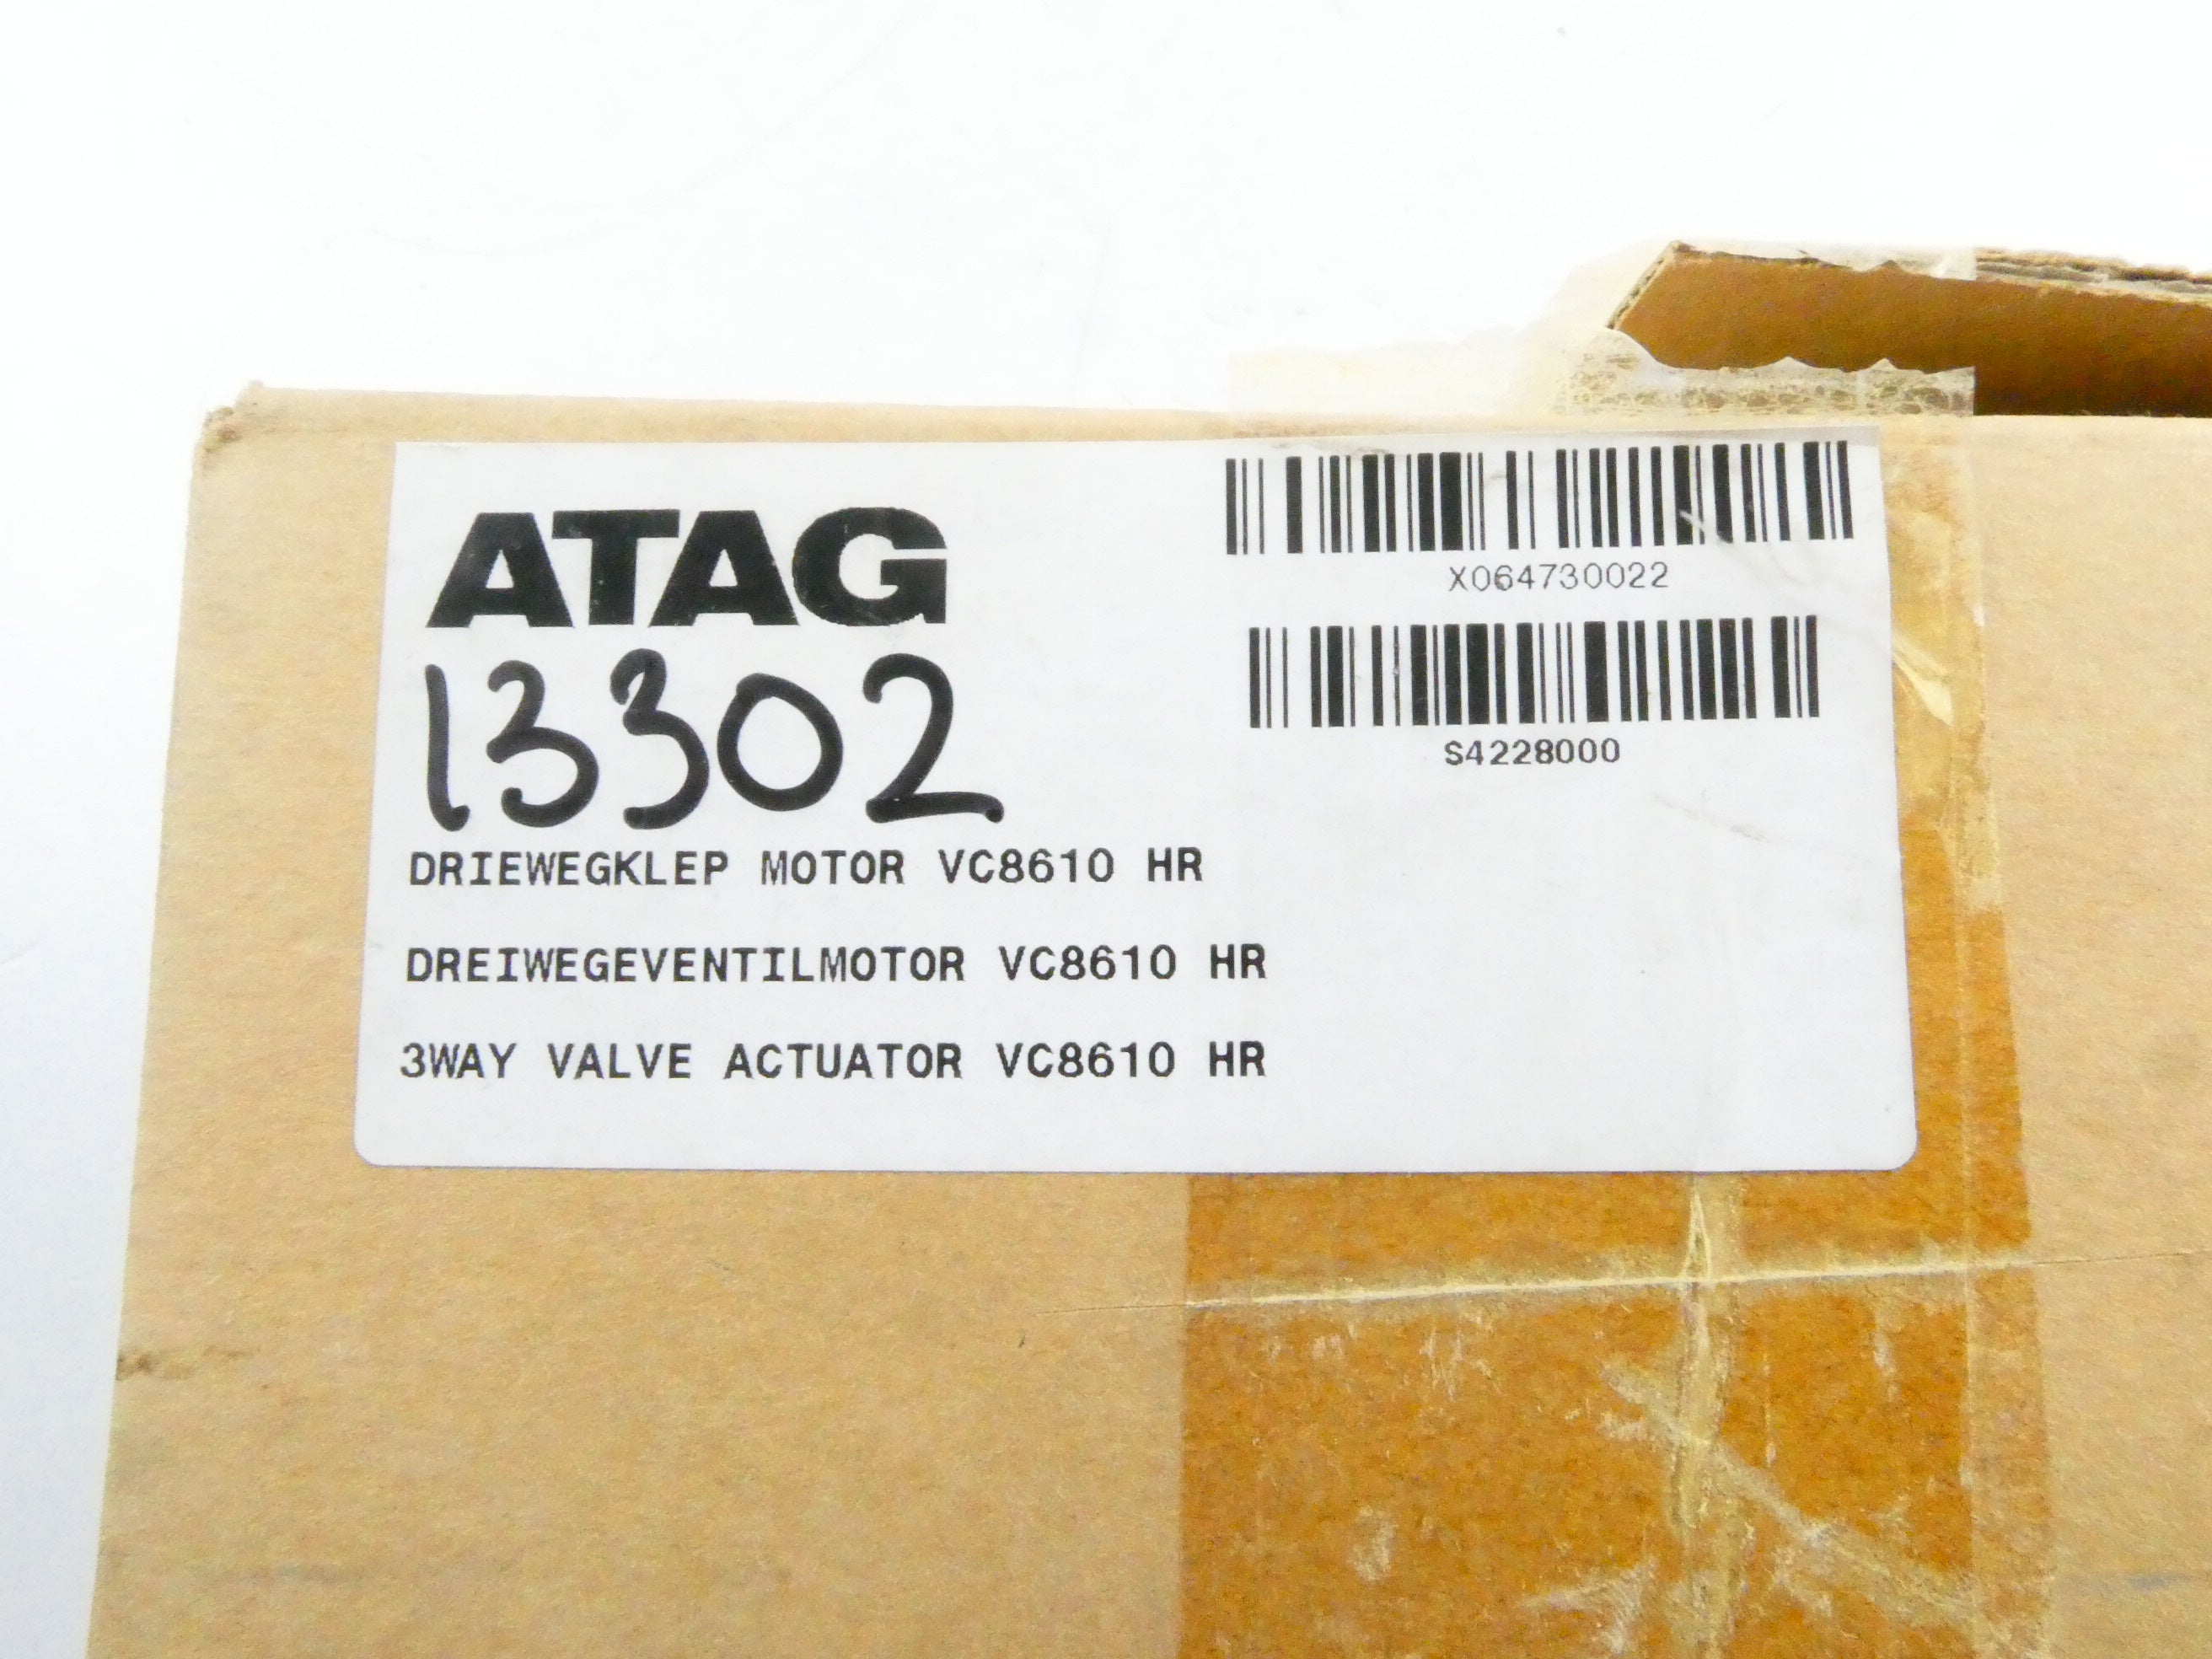 ATAG
X064730022
13302
S4228000
DRIEWEGKLEP MOTOR VC8610 HR
DREIWEGEVENTILMOTOR VC8610 HR
3WAY VALVE ACTUATOR VC8610 HR